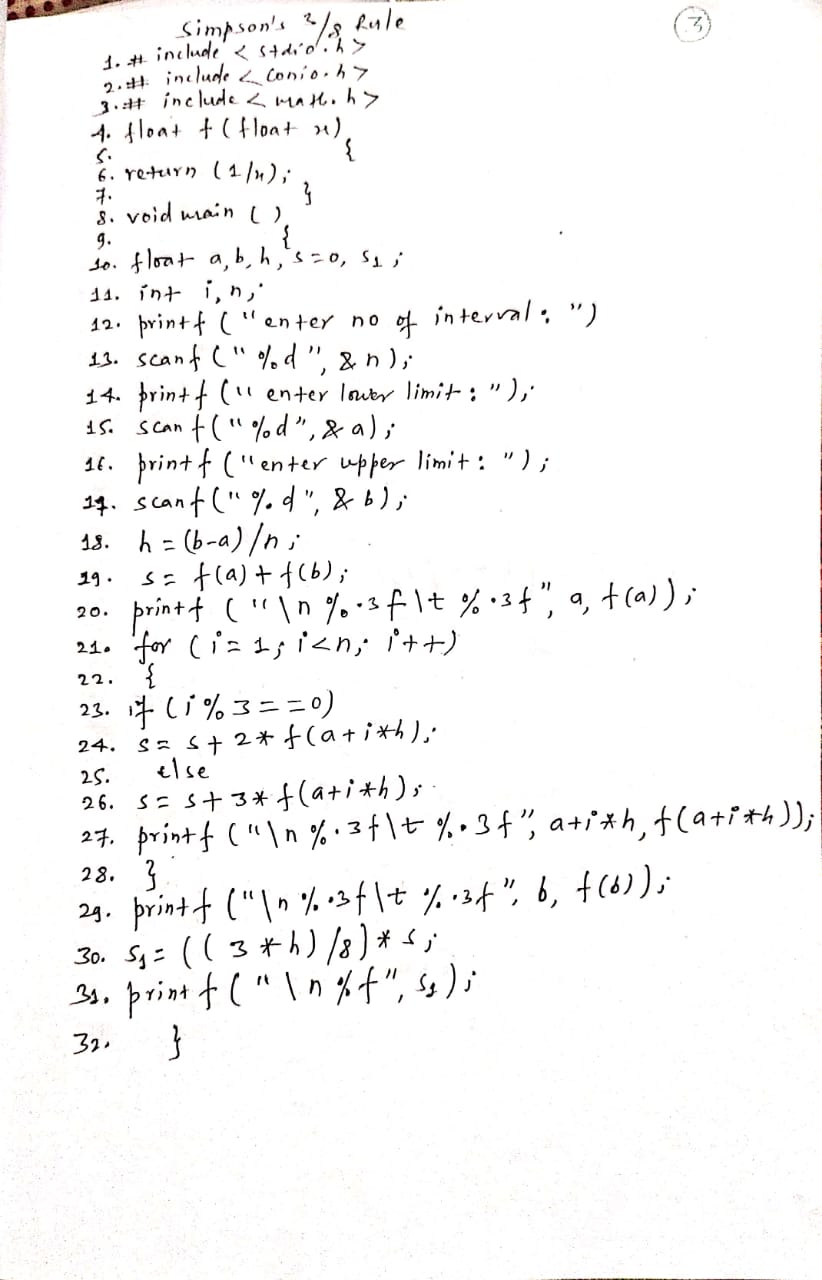 Simpson's 3/8 Rule
3
1. # include < stdio.h>
2. # include < conio.h>
3. # include < math.h>
4. float f(float x)
5. {
6. return (1/x);
7. }
8. void main ()
9. {
10. float a,b,h,s=0, s1;
11. int i,n;
12. printf ("enter no of interval: ")
13. scanf ("%d", &n);
14. printf ("enter lower limit: ");
15. scanf("%d",&a);
16. printf ("enter upper limit: ");
17. scanf("%d", &b);
18. h=(b-a)/n;
19. s= f(a)+f(b);
20. printf ("\n %.3f\t %.3f", a, f(a));
21. for (i=1; i<n; i++)
22. {
23. if (i%3==0)
24. s= s+2*f(a+i*h);
25. else
26. s= s+3*f(a+i*h);
27. printf ("\n %.3f\t %.3f", a+i*h, f(a+i*h));
28. }
29. printf ("\n %.3f\t %.3f", b, f(b));
30. s1= ((3*h)/8)*s;
31. printf ("\n %f", s1);
32. }